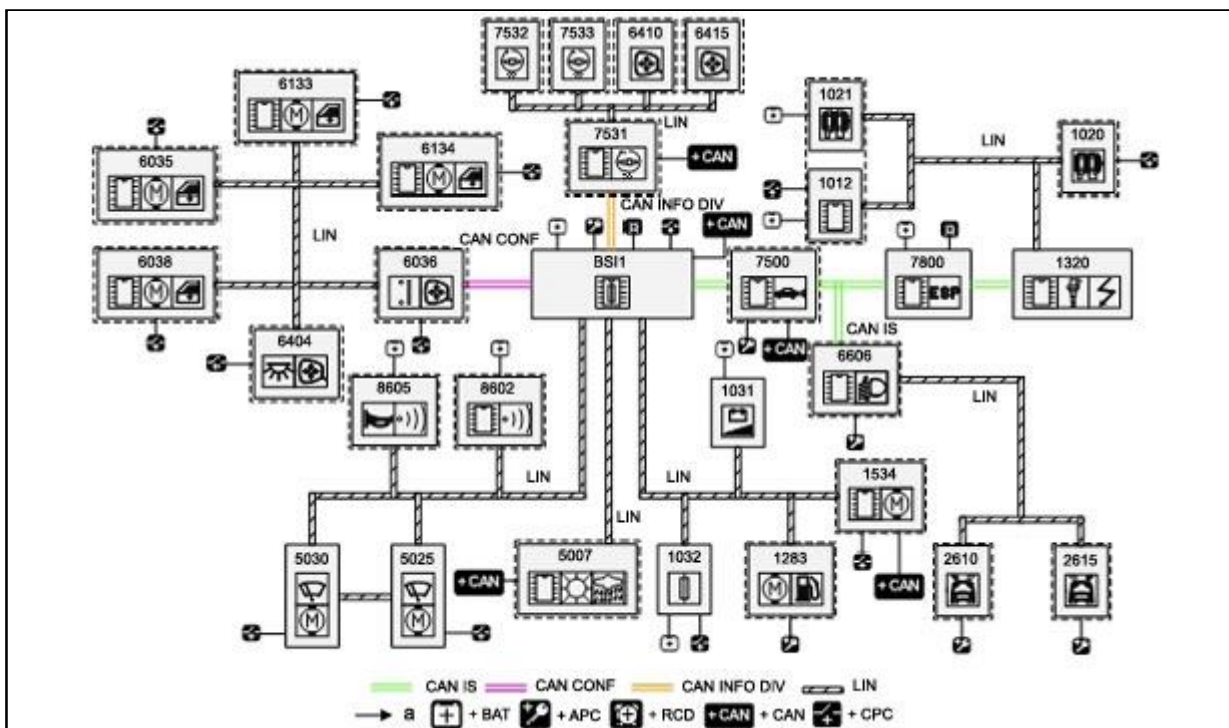 7532 7533 6410 6415
6133
1021
LIN
7531
6035
6134
LIN
1020
+ CAN
1012
CAN INFO DIV
LIN
CAN CONF
+ CAN
6038
6036
BSI1
7500
7800
1320
ESP
CAN IS
6404
+ CAN
6606
8605
8602
1031
LIN
LIN
LIN
1534
LIN
5030
5025
5007
1032
1283
2610
2615
+ CAN
+ CAN
CAN IS CAN CONF CAN INFO DIV LIN
a + BAT + APC + RCD +CAN + CAN + CPC